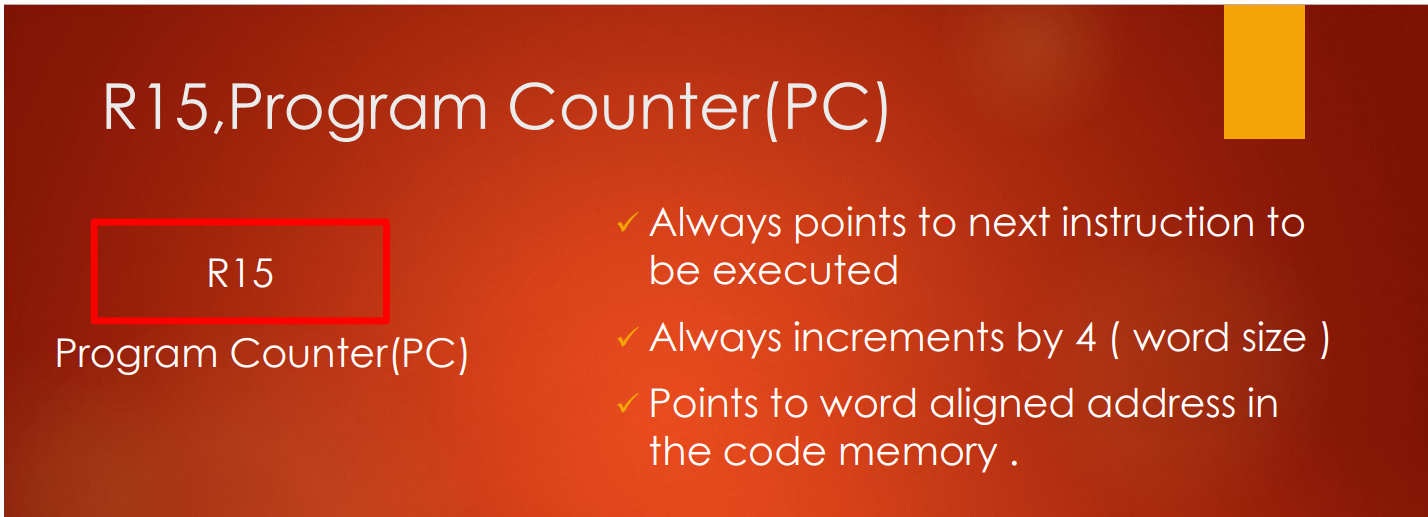 R15,Program Counter(PC)
R15
Program Counter(PC)
✓ Always points to next instruction to
be executed
✓ Always increments by 4 ( word size )
✓ Points to word aligned address in
the code memory .